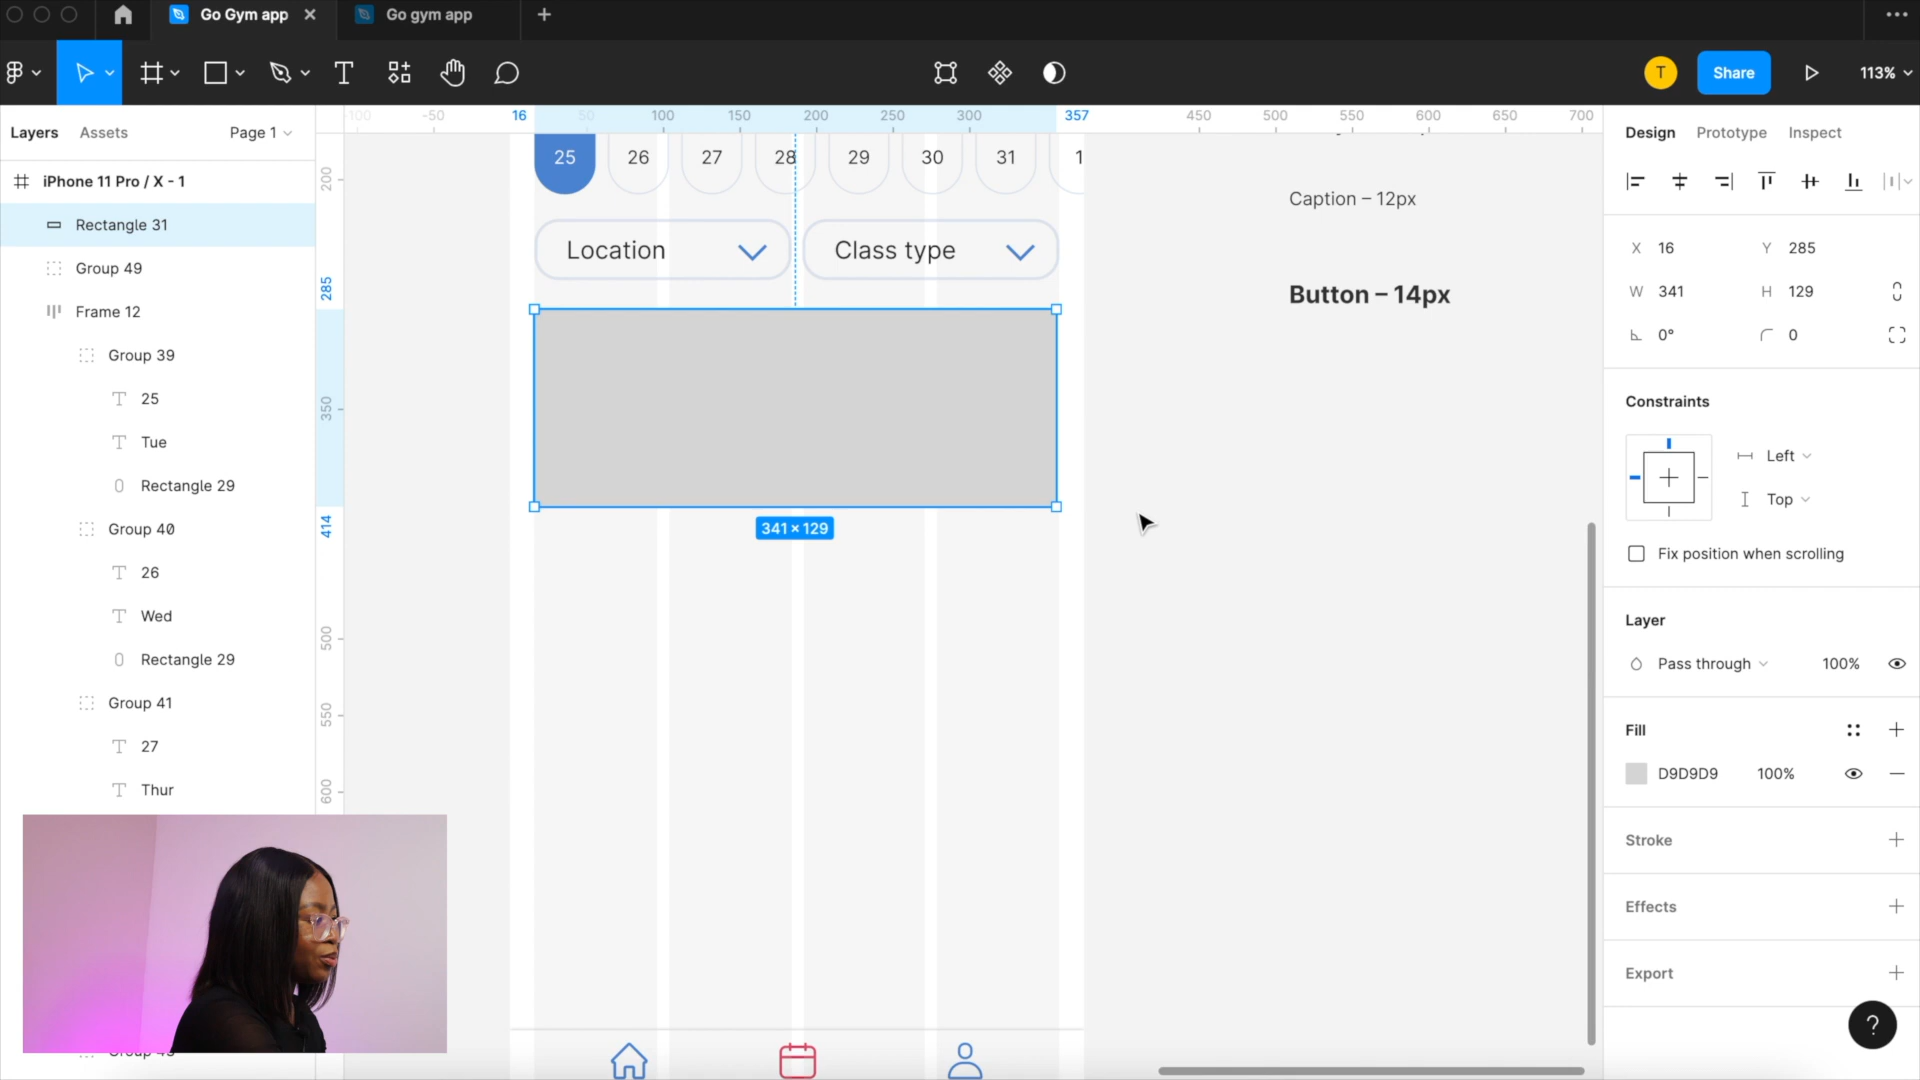 Go Gym app
Go gym app
T
Share
113%
Layers
Assets
Page 1
iPhone 11 Pro / X - 1
Rectangle 31
Group 49
Frame 12
Group 39
25
Tue
Rectangle 29
Group 40
26
Wed
Rectangle 29
Group 41
27
Thur
-100 -50 16 50 100 150 200 250 300 357 450 500 550 600 650 700
200
285
350
414
500
550
600
25 26 27 28 29 30 31 1
Location
Class type
341 × 129
Caption – 12px
Button – 14px
Design
Prototype
Inspect
X 16 Y 285
W 341 H 129
0° 0
Constraints
Left
Top
Fix position when scrolling
Layer
Pass through 100%
Fill
D9D9D9 100%
Stroke
Effects
Export
?